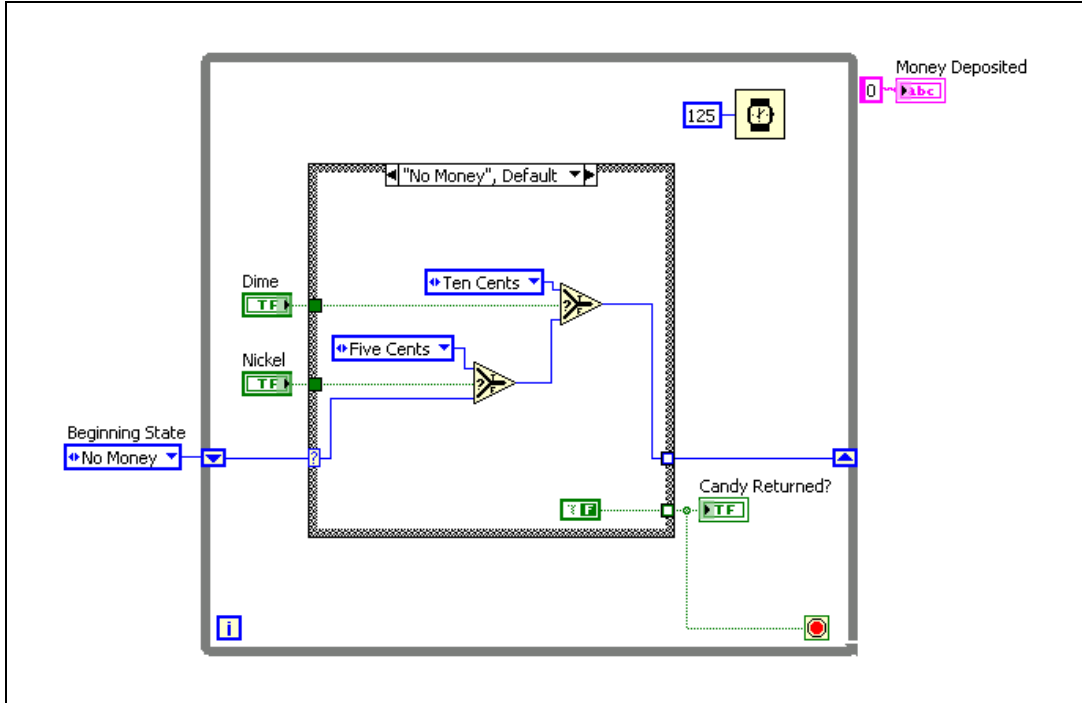 Money Deposited
0 abc
125
"No Money", Default
Dime
Ten Cents
TF
? T F
Five Cents
Nickel
TF
? T F
Beginning State
No Money
?
Candy Returned?
F
TF
i